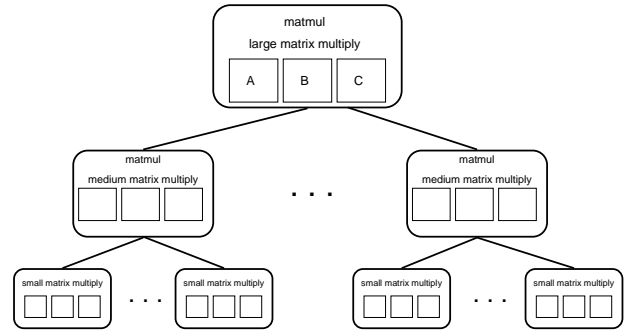 matmul
large matrix multiply
A B C
matmul
medium matrix multiply
. . .
matmul
medium matrix multiply
small matrix multiply
. . .
small matrix multiply
small matrix multiply
. . .
small matrix multiply